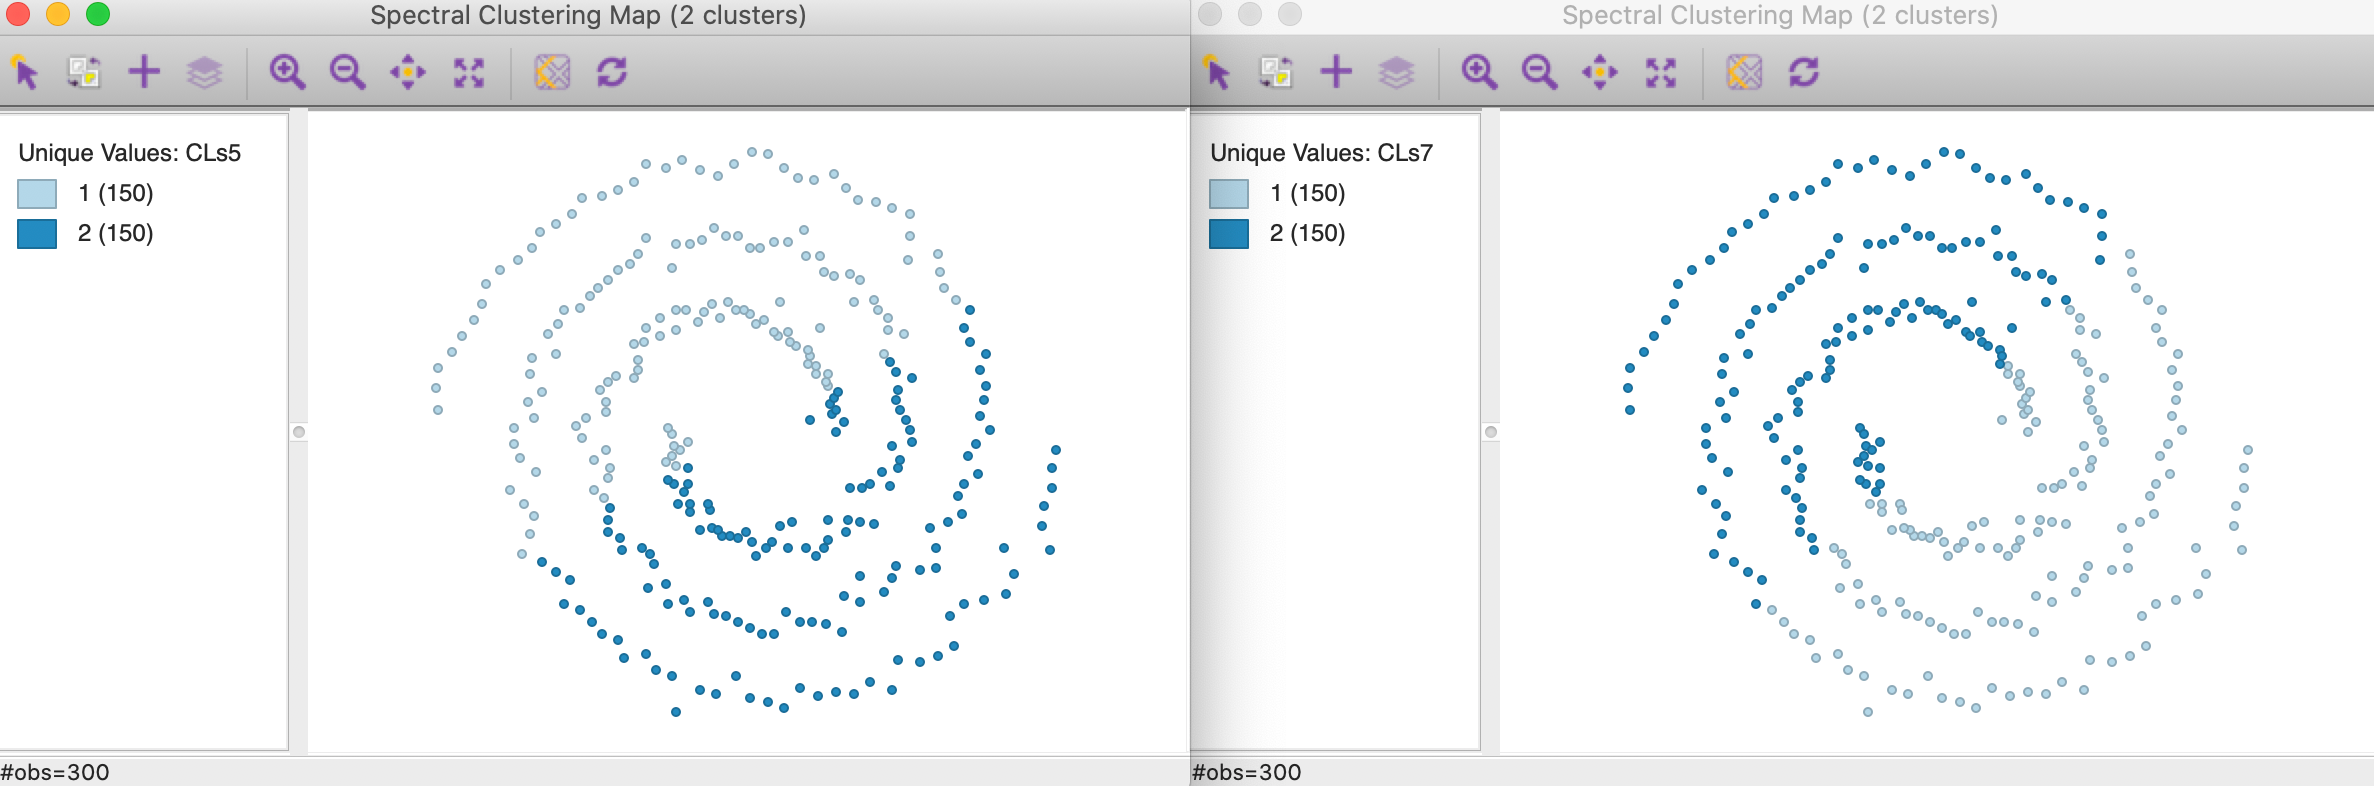 Spectral Clustering Map (2 clusters)
Unique Values: CLs5
1 (150)
2 (150)
#obs=300
Spectral Clustering Map (2 clusters)
Unique Values: CLs7
1 (150)
2 (150)
#obs=300